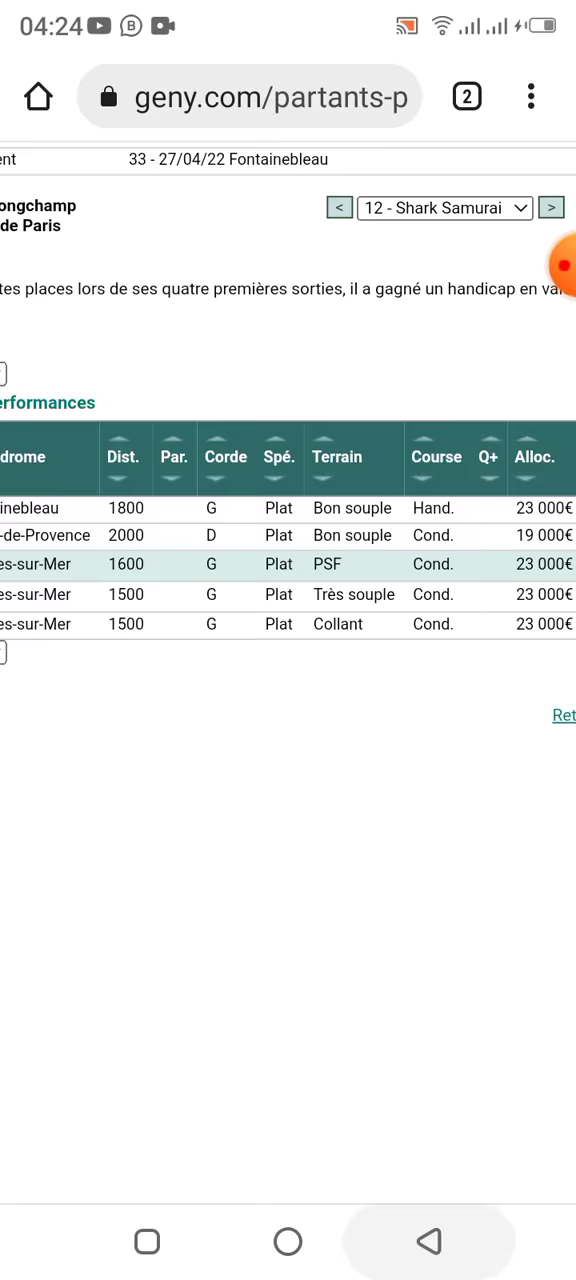 04:24
geny.com/partants-p
2
ent 33 - 27/04/22 Fontainebleau
ongchamp
de Paris
< 12 - Shark Samurai >
tes places lors de ses quatre premières sorties, il a gagné un handicap en va
erformances
drome Dist. Par. Corde Spé. Terrain Course Q+ Alloc.
inebleau 1800 G Plat Bon souple Hand. 23 000€
-de-Provence 2000 D Plat Bon souple Cond. 19 000€
es-sur-Mer 1600 G Plat PSF Cond. 23 000€
es-sur-Mer 1500 G Plat Très souple Cond. 23 000€
es-sur-Mer 1500 G Plat Collant Cond. 23 000€
Ret